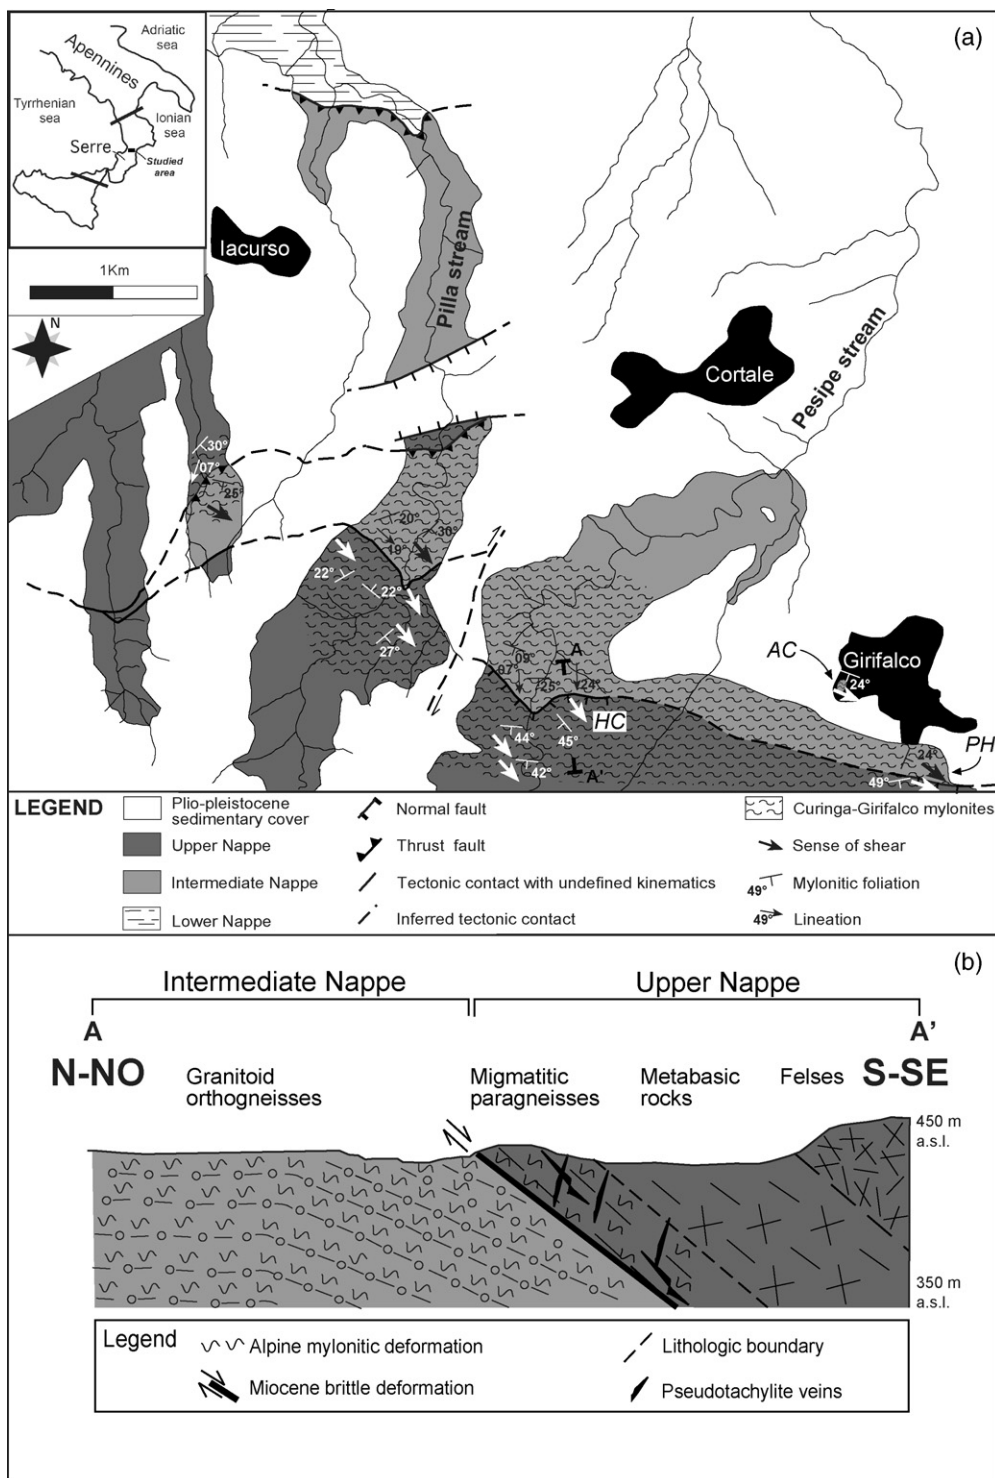 (a)
Adriatic
sea
Apennines
Tyrrhenian
sea
Ionian
sea
Serre
Studied
area
1Km
N
Iacurso
Pilla stream
Cortale
Pesipe stream
30°
07°
25°
20°
30°
19°
22°
22°
27°
A
09°
07°
25°
24°
HC
44°
45°
42°
A'
AC
Girifalco
24°
PH
24°
49°
LEGEND
Plio-pleistocene
sedimentary cover
Upper Nappe
Intermediate Nappe
Lower Nappe
Normal fault
Thrust fault
Tectonic contact with undefined kinematics
Inferred tectonic contact
Curinga-Girifalco mylonites
Sense of shear
49° Mylonitic foliation
49° Lineation
(b)
Intermediate Nappe
Upper Nappe
A
A’
N-NO
S-SE
Granitoid
orthogneisses
Migmatitic
paragneisses
Metabasic
rocks
Felses
450 m
a.s.l.
350 m
a.s.l.
Legend
Alpine mylonitic deformation
Miocene brittle deformation
Lithologic boundary
Pseudotachylite veins